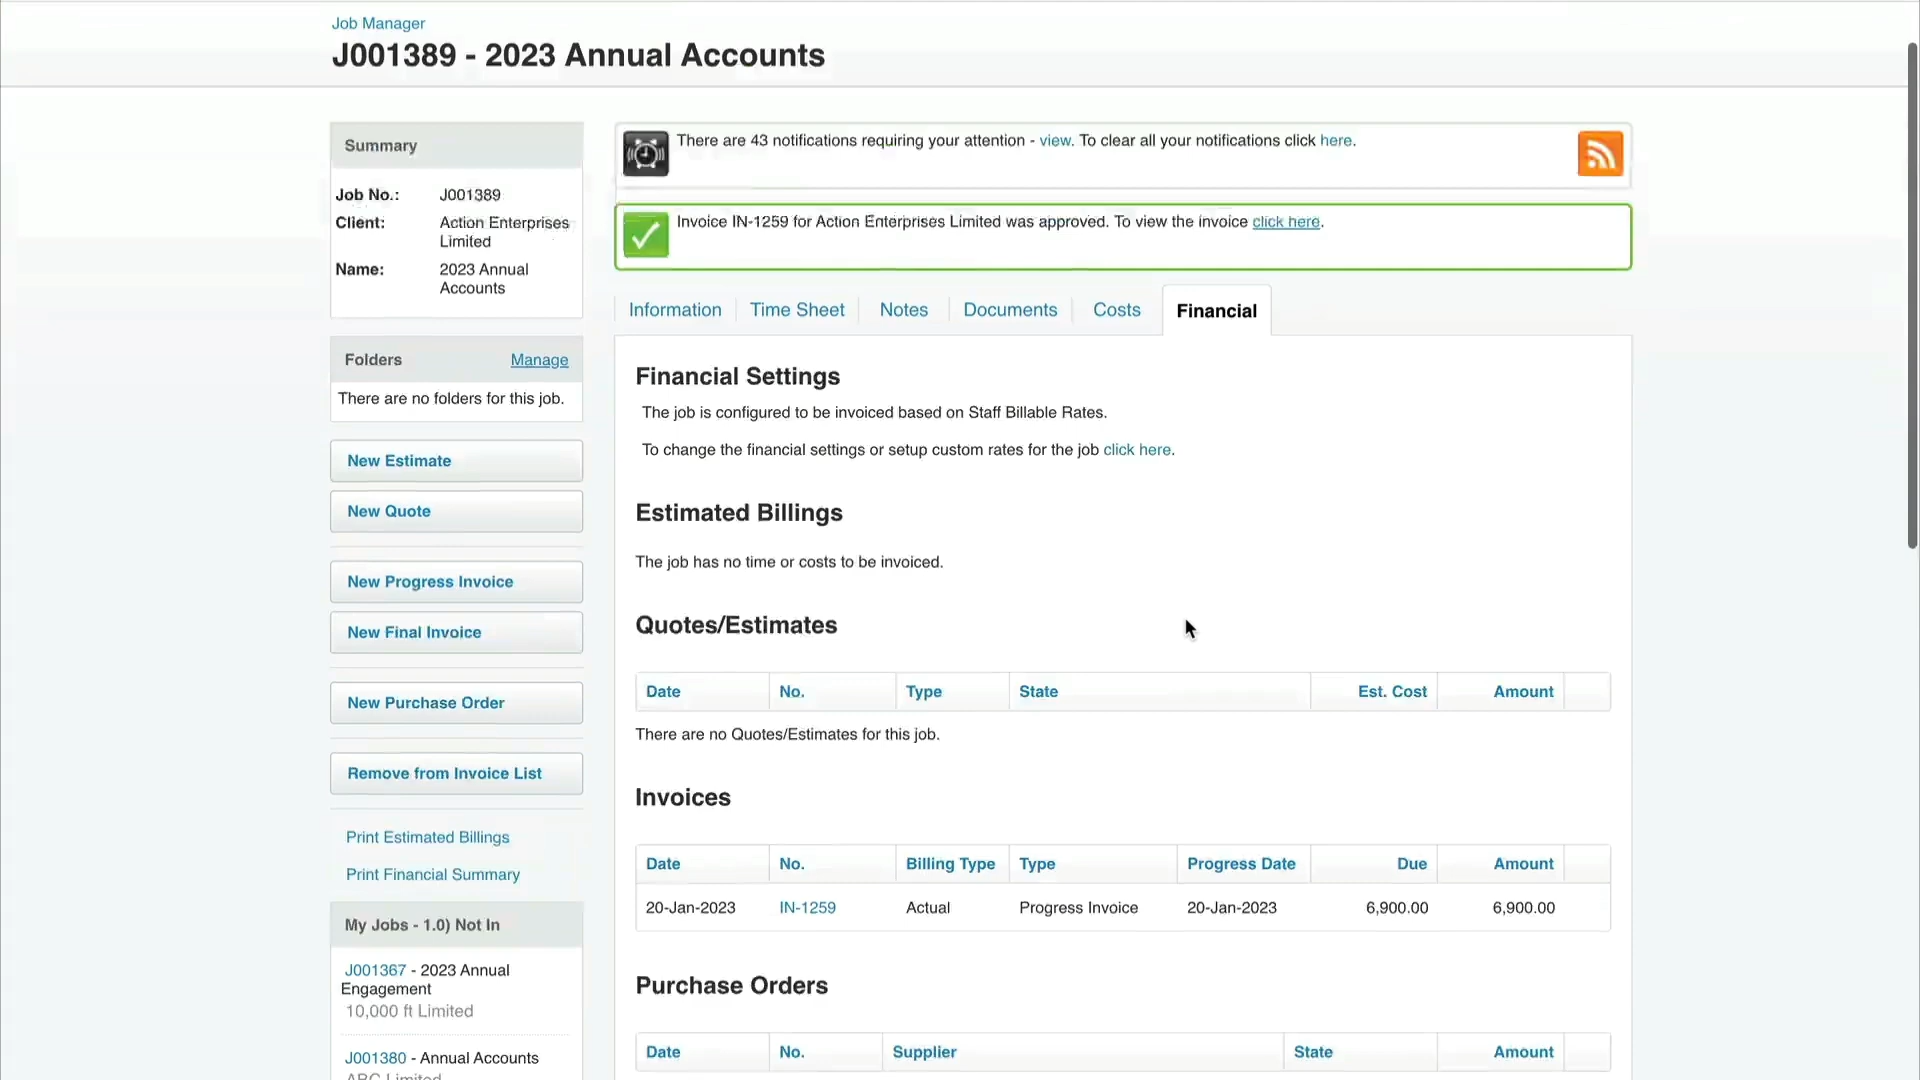 Job Manager
J001389 - 2023 Annual Accounts
Summary
Job No.: J001389
Client: Action Enterprises
Limited
Name: 2023 Annual
Accounts
Folders Manage
There are no folders for this job.
New Estimate
New Quote
New Progress Invoice
New Final Invoice
New Purchase Order
Remove from Invoice List
Print Estimated Billings
Print Financial Summary
My Jobs - 1.0) Not In
J001367 - 2023 Annual
Engagement
10,000 ft Limited
J001380 - Annual Accounts
ABC Limited
There are 43 notifications requiring your attention - view. To clear all your notifications click here.
Invoice IN-1259 for Action Enterprises Limited was approved. To view the invoice click here.
Information Time Sheet Notes Documents Costs Financial
Financial Settings
The job is configured to be invoiced based on Staff Billable Rates.
To change the financial settings or setup custom rates for the job click here.
Estimated Billings
The job has no time or costs to be invoiced.
Quotes/Estimates
Date No. Type State Est. Cost Amount
There are no Quotes/Estimates for this job.
Invoices
Date No. Billing Type Type Progress Date Due Amount
20-Jan-2023 IN-1259 Actual Progress Invoice 20-Jan-2023 6,900.00 6,900.00
Purchase Orders
Date No. Supplier State Amount